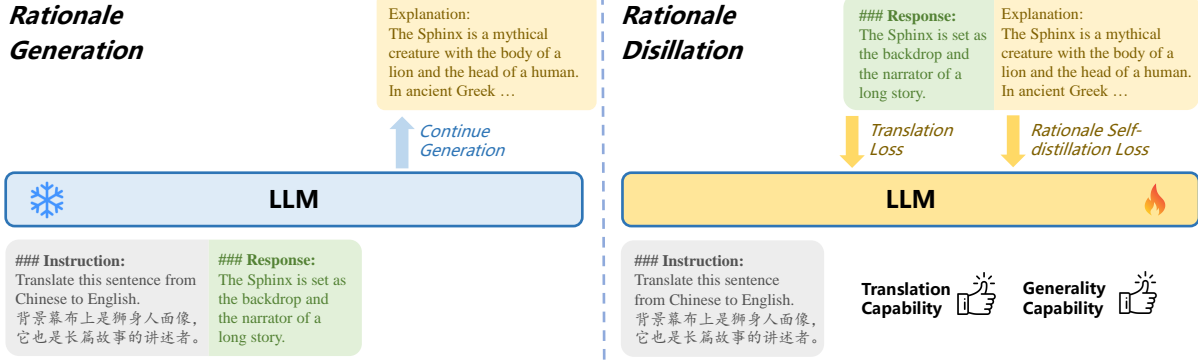 Rationale
Generation
Explanation:
The Sphinx is a mythical
creature with the body of a
lion and the head of a human.
In ancient Greek …
Continue
Generation
LLM
### Instruction:
Translate this sentence from
Chinese to English.
背景幕布上是狮身人面像，
它也是长篇故事的讲述者。
### Response:
The Sphinx is set as
the backdrop and
the narrator of a
long story.
Rationale
Disillation
### Response:
The Sphinx is set as
the backdrop and
the narrator of a
long story.
Explanation:
The Sphinx is a mythical
creature with the body of a
lion and the head of a human.
In ancient Greek …
Translation
Loss
Rationale Self-
distillation Loss
LLM
### Instruction:
Translate this sentence
from Chinese to English.
背景幕布上是狮身人面像，
它也是长篇故事的讲述者。
Translation
Capability
Generality
Capability